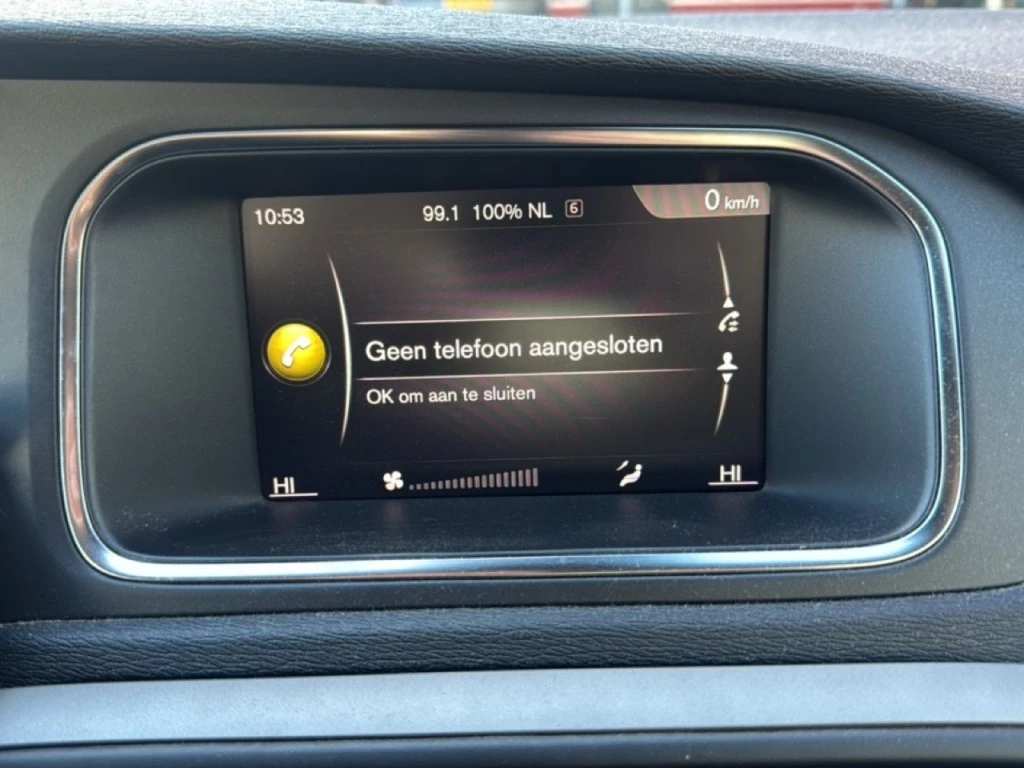 10:53 99.1 100% NL 6 0 km/h
Geen telefoon aangesloten
OK om aan te sluiten
HI HI